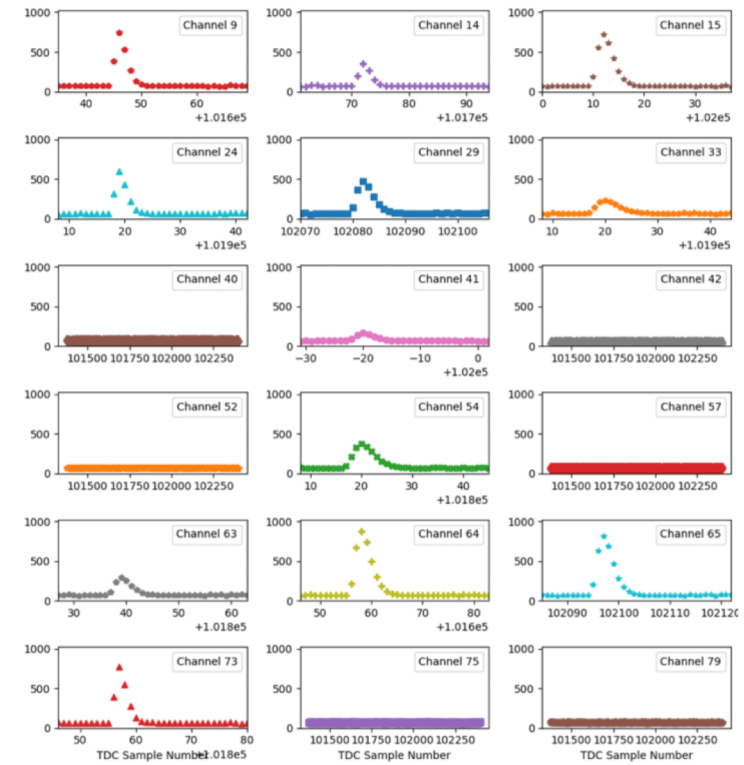 1000
500
0
Channel 9
40 50 60
+1.016e5
1000
500
0
Channel 14
70 80 90
+1.017e5
1000
500
0
Channel 15
0 10 20 30
+1.02e5
1000
500
0
Channel 24
10 20 30 40
+1.019e5
1000
500
0
Channel 29
102070 102080 102090 102100
1000
500
0
Channel 33
10 20 30 40
+1.019e5
1000
500
0
Channel 40
101500 101750 102000 102250
1000
500
0
Channel 41
−30 −20 −10 0
+1.02e5
1000
500
0
Channel 42
101500 101750 102000 102250
1000
500
0
Channel 52
101500 101750 102000 102250
1000
500
0
Channel 54
10 20 30 40
+1.018e5
1000
500
0
Channel 57
101500 101750 102000 102250
1000
500
0
Channel 63
30 40 50 60
+1.018e5
1000
500
0
Channel 64
50 60 70 80
+1.016e5
1000
500
0
Channel 65
102090 102100 102110 102120
1000
500
0
Channel 73
50 60 70 80
TDC Sample Number
+1.018e5
1000
500
0
Channel 75
101500 101750 102000 102250
TDC Sample Number
1000
500
0
Channel 79
101500 101750 102000 102250
TDC Sample Number